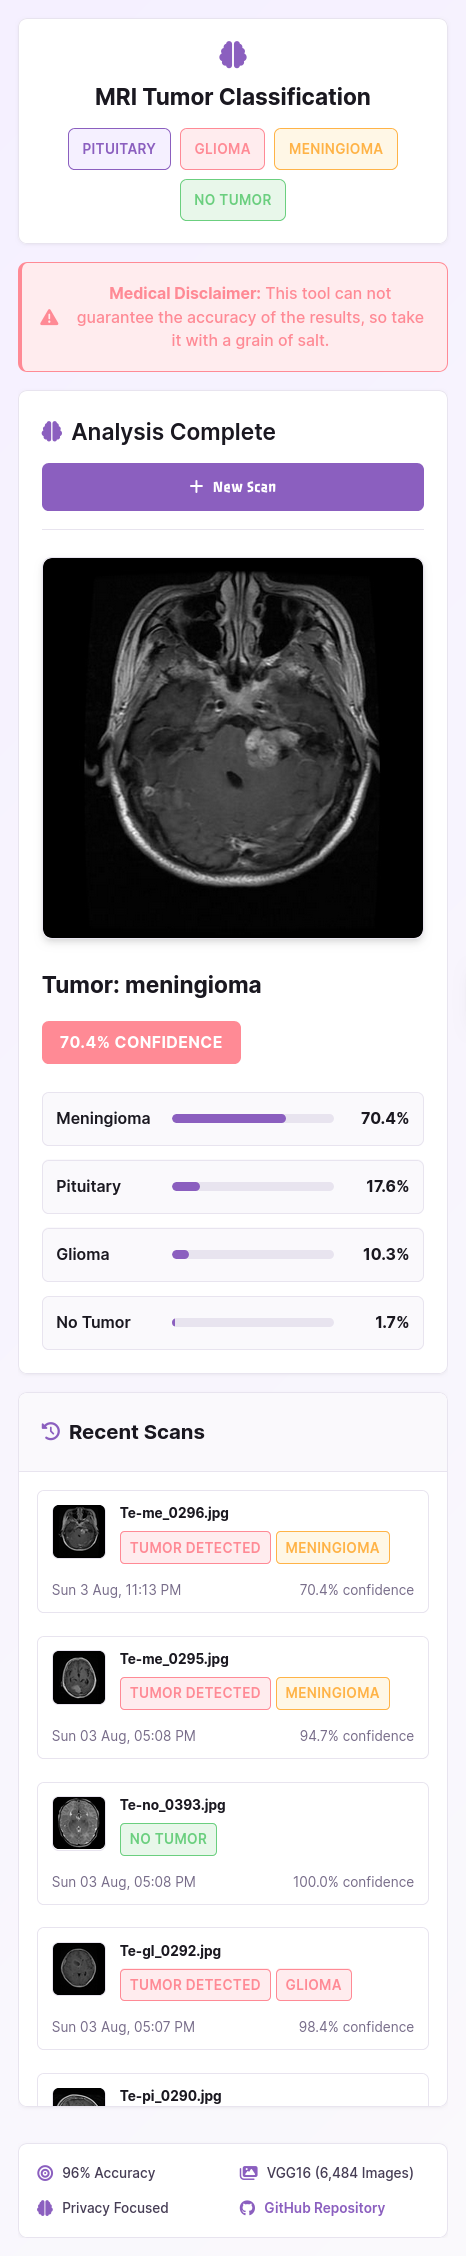 MRI Tumor Classification
PITUITARY GLIOMA MENINGIOMA
NO TUMOR
Medical Disclaimer: This tool can not
guarantee the accuracy of the results, so take
it with a grain of salt.
Analysis Complete
New Scan
Tumor: meningioma
70.4% CONFIDENCE
Meningioma 70.4%
Pituitary 17.6%
Glioma 10.3%
No Tumor 1.7%
Recent Scans
Te-me_0296.jpg
TUMOR DETECTED MENINGIOMA
Sun 3 Aug, 11:13 PM 70.4% confidence
Te-me_0295.jpg
TUMOR DETECTED MENINGIOMA
Sun 03 Aug, 05:08 PM 94.7% confidence
Te-no_0393.jpg
NO TUMOR
Sun 03 Aug, 05:08 PM 100.0% confidence
Te-gl_0292.jpg
TUMOR DETECTED GLIOMA
Sun 03 Aug, 05:07 PM 98.4% confidence
Te-pi_0290.jpg
96% Accuracy VGG16 (6,484 Images)
Privacy Focused GitHub Repository